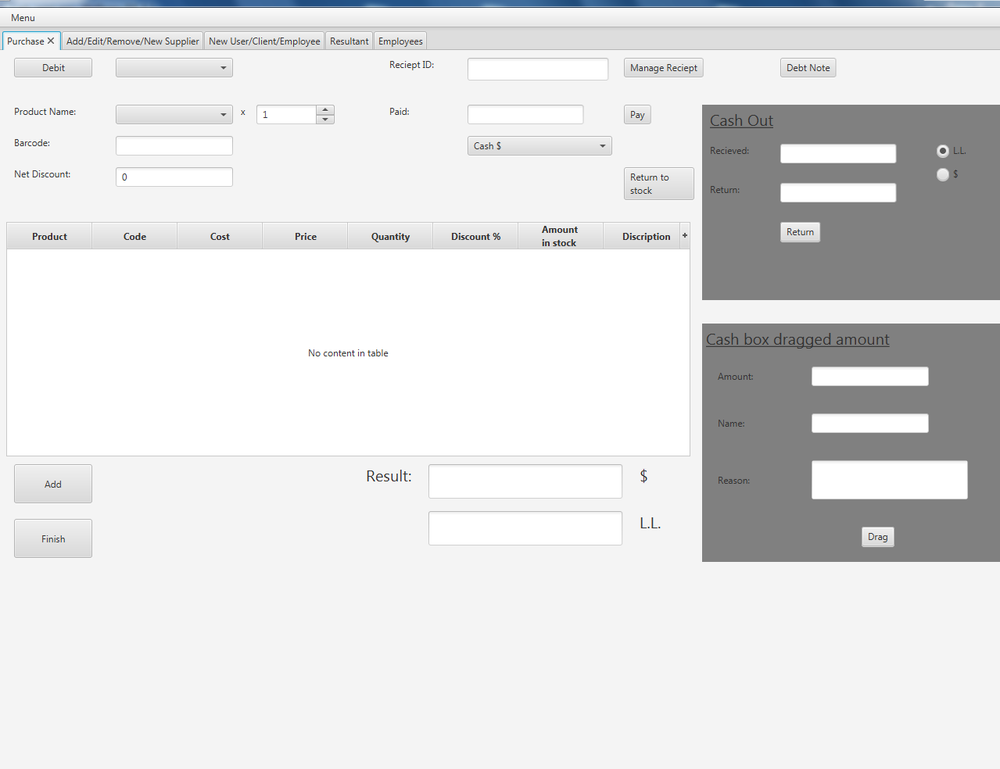 Menu
Purchase
Add/Edit/Remove/New Supplier
New User/Client/Employee
Resultant
Employees
Debit
Reciept ID:
Manage Reciept
Debt Note
Product Name:
x
1
Paid:
Pay
Barcode:
Cash $
Net Discount:
0
Return to
stock
Cash Out
Recieved:
L.L.
$
Return:
Return
Product
Code
Cost
Price
Quantity
Discount %
Amount
in stock
Discription
+
No content in table
Cash box dragged amount
Amount:
Name:
Reason:
Drag
Add
Result:
$
L.L.
Finish